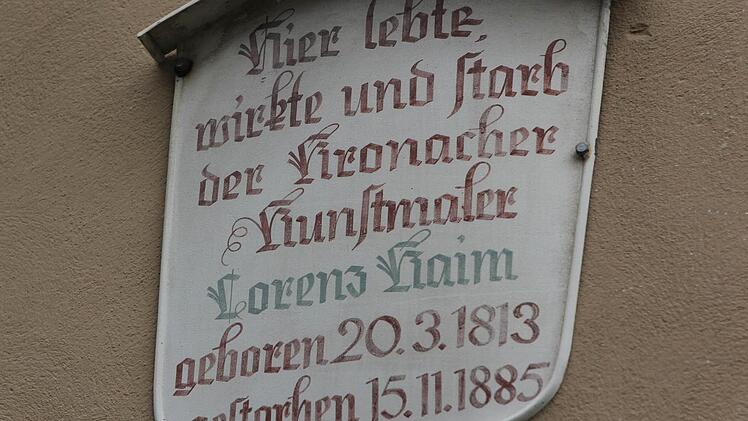 Hier lebte,
wirkte und starb
der Kronacher
Kunstmaler
Lorenz Kaim
geboren 20.3.1813
gestorben 15.11.1885